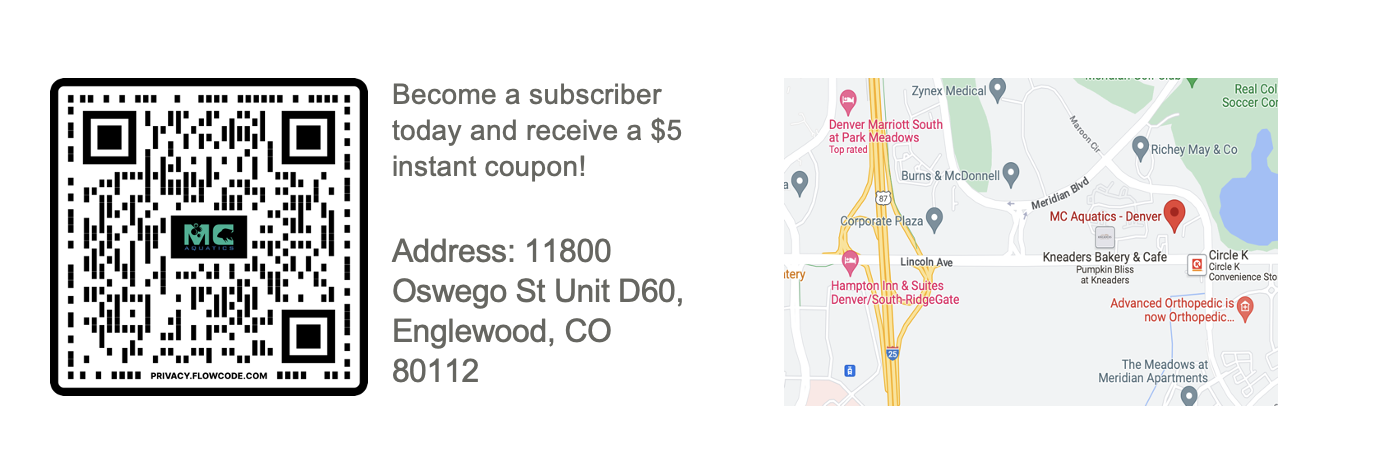 MC
AQUATICS
PRIVACY.FLOWCODE.COM
Become a subscriber
today and receive a $5
instant coupon!
Address: 11800
Oswego St Unit D60,
Englewood, CO
80112
Zynex Medical
Real Col
Soccer Cor
Denver Marriott South
at Park Meadows
Top rated
Maroon Cir
Richey May & Co
Burns & McDonnell
a
87
Meridian Blvd
MC Aquatics - Denver
Corporate Plaza
Lincoln Ave
Kneaders Bakery & Cafe
Pumpkin Bliss
at Kneaders
Circle K
Circle K
Convenience Sto
tery
Hampton Inn & Suites
Denver/South-RidgeGate
Advanced Orthopedic is
now Orthopedic...
25
The Meadows at
Meridian Apartments